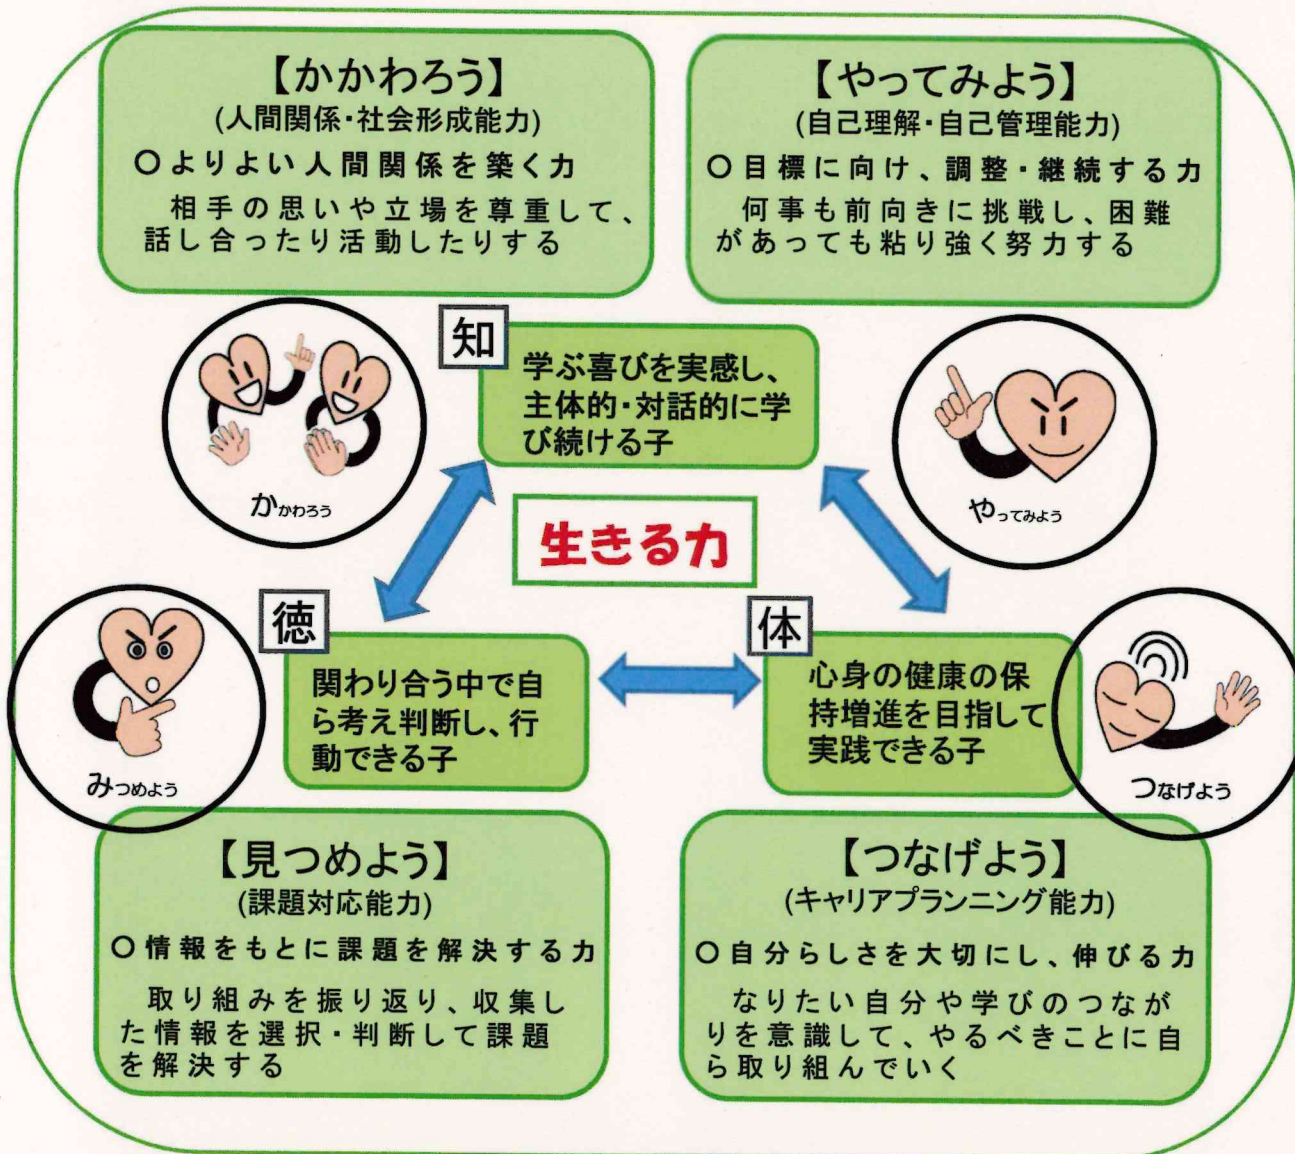 【かかわろう】
(人間関係・社会形成能力)
○よりよい人間関係を築く力
相手の思いや立場を尊重して、
話し合ったり活動したりする
【やってみよう】
(自己理解・自己管理能力)
○目標に向け、調整・継続する力
何事も前向きに挑戦し、困難
があっても粘り強く努力する
かかわろう
知
学ぶ喜びを実感し、
主体的・対話的に学
び続ける子
やってみよう
生きる力
みつめよう
徳
関わり合う中で自
ら考え判断し、行
動できる子
体
心身の健康の保
持増進を目指して
実践できる子
つなげよう
【見つめよう】
(課題対応能力)
○情報をもとに課題を解決する力
取り組みを振り返り、収集し
た情報を選択・判断して課題
を解決する
【つなげよう】
(キャリアプランニング能力)
○自分らしさを大切にし、伸びる力
なりたい自分や学びのつなが
りを意識して、やるべきことに自
ら取り組んでいく